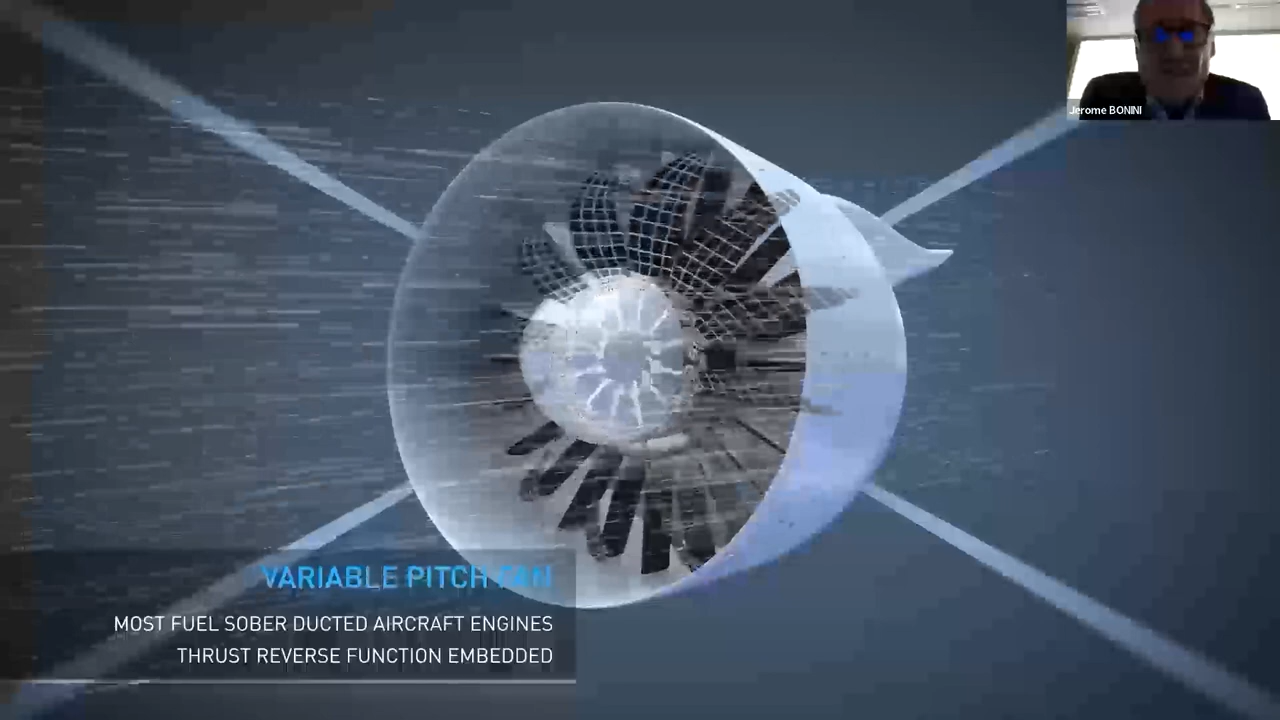 Jerome BONINI
VARIABLE PITCH FAN
MOST FUEL SOBER DUCTED AIRCRAFT ENGINES
THRUST REVERSE FUNCTION EMBEDDED